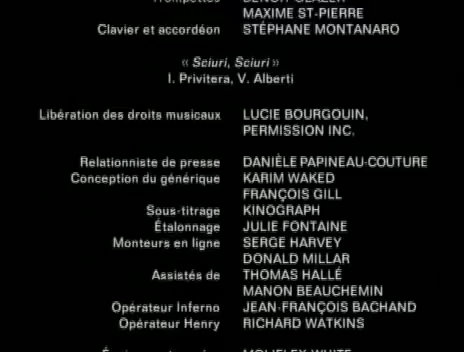 MAXIME ST-PIERRE
Clavier et accordéon STÉPHANE MONTANARO
« Sciuri, Sciuri »
I. Privitera, V. Alberti
Libération des droits musicaux LUCIE BOURGOUIN,
PERMISSION INC.
Relationniste de presse DANIÈLE PAPINEAU-COUTURE
Conception du générique KARIM WAKED
FRANÇOIS GILL
Sous-titrage KINOGRAPH
Étalonnage JULIE FONTAINE
Monteurs en ligne SERGE HARVEY
DONALD MILLAR
Assistés de THOMAS HALLÉ
MANON BEAUCHEMIN
Opérateur Inferno JEAN-FRANÇOIS BACHAND
Opérateur Henry RICHARD WATKINS